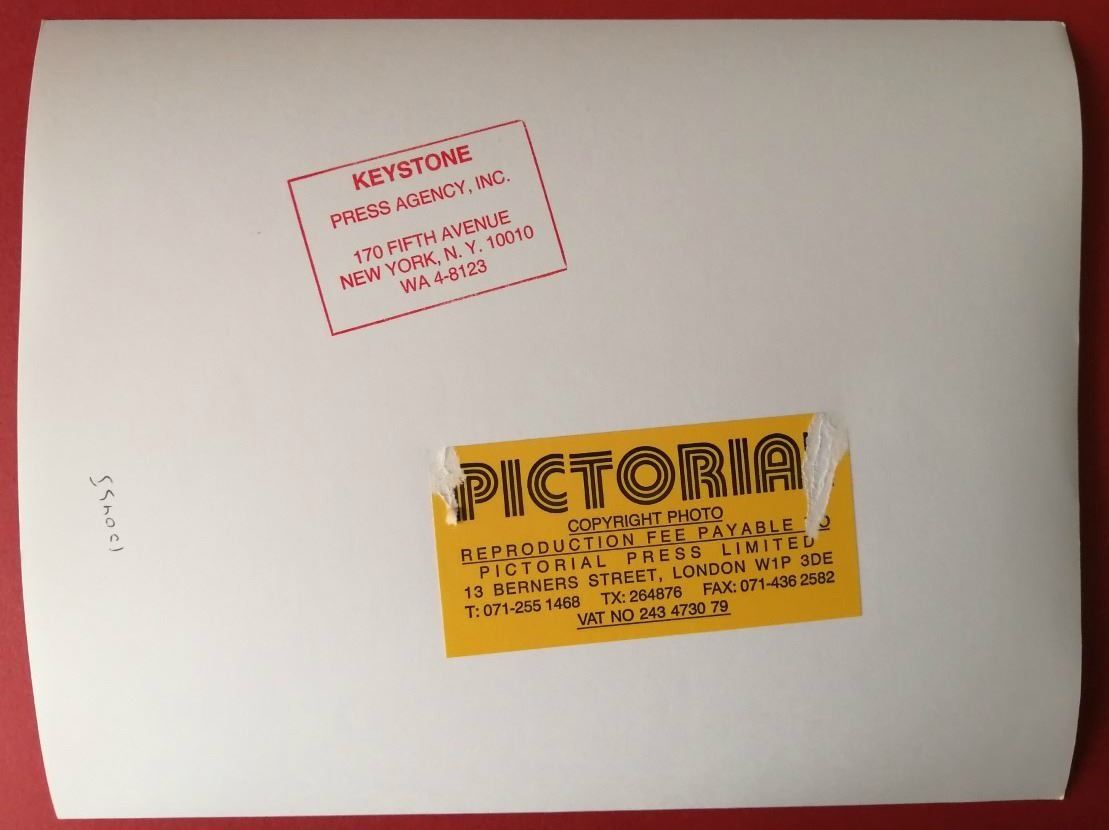 KEYSTONE
PRESS AGENCY, INC.
170 FIFTH AVENUE
NEW YORK, N. Y. 10010
WA 4-8123
PICTORIAL
COPYRIGHT PHOTO
REPRODUCTION FEE PAYABLE TO
PICTORIAL PRESS LIMITED
13 BERNERS STREET, LONDON W1P 3DE
T: 071-255 1468 TX: 264876 FAX: 071-436 2582
VAT NO 243 4730 79